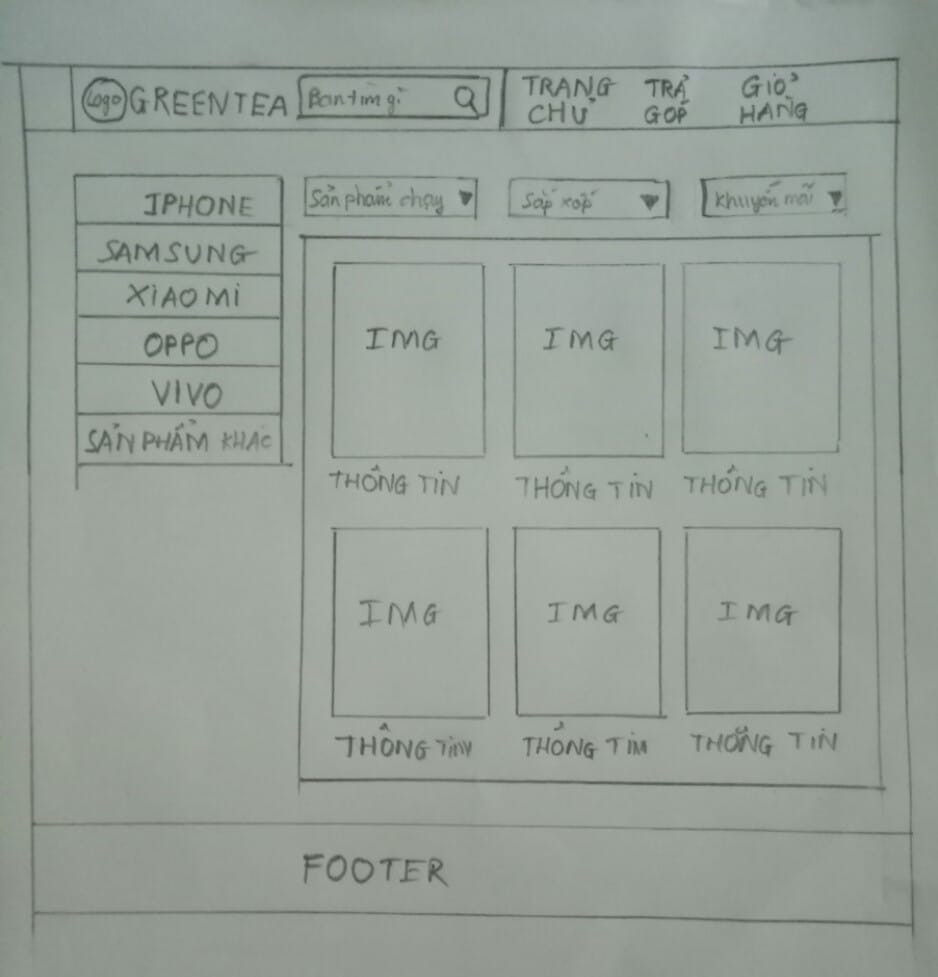 Logo GREENTEA Bạn tìm gì TRANG CHỦ TRẢ GÓP GIỎ HÀNG
IPHONE
SAMSUNG
XIAOMI
OPPO
VIVO
SẢN PHẨM KHÁC
Sản phẩm chạy Sắp xếp Khuyến mãi
IMG IMG IMG
THÔNG TIN THÔNG TIN THÔNG TIN
IMG IMG IMG
THÔNG TIN THÔNG TIN THÔNG TIN
FOOTER